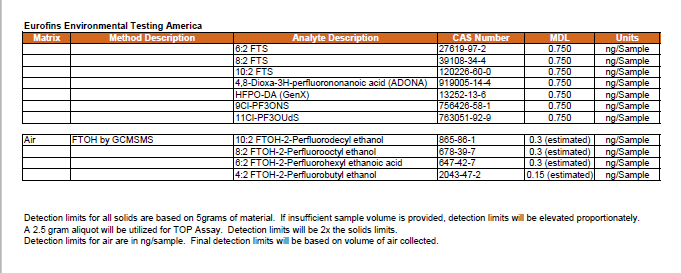 Eurofins Environmental Testing America
Matrix Method Description Analyte Description CAS Number MDL Units
6:2 FTS 27619-97-2 0.750 ng/Sample
8:2 FTS 39108-34-4 0.750 ng/Sample
10:2 FTS 120226-60-0 0.750 ng/Sample
4,8-Dioxa-3H-perfluorononanoic acid (ADONA) 919005-14-4 0.750 ng/Sample
HFPO-DA (GenX) 13252-13-6 0.750 ng/Sample
9Cl-PF3ONS 756426-58-1 0.750 ng/Sample
11Cl-PF3OUdS 763051-92-9 0.750 ng/Sample
Air FTOH by GCMSMS 10:2 FTOH-2-Perfluorodecyl ethanol 865-86-1 0.3 (estimated) ng/Sample
8:2 FTOH-2-Perfluorooctyl ethanol 678-39-7 0.3 (estimated) ng/Sample
6:2 FTOH-2-Perfluorohexyl ethanoic acid 647-42-7 0.3 (estimated) ng/Sample
4:2 FTOH-2-Perfluorobutyl ethanol 2043-47-2 0.15 (estimated) ng/Sample
Detection limits for all solids are based on 5grams of material. If insufficient sample volume is provided, detection limits will be elevated proportionately.
A 2.5 gram aliquot will be utilized for TOP Assay. Detection limits will be 2x the solids limits.
Detection limits for air are in ng/sample. Final detection limits will be based on volume of air collected.